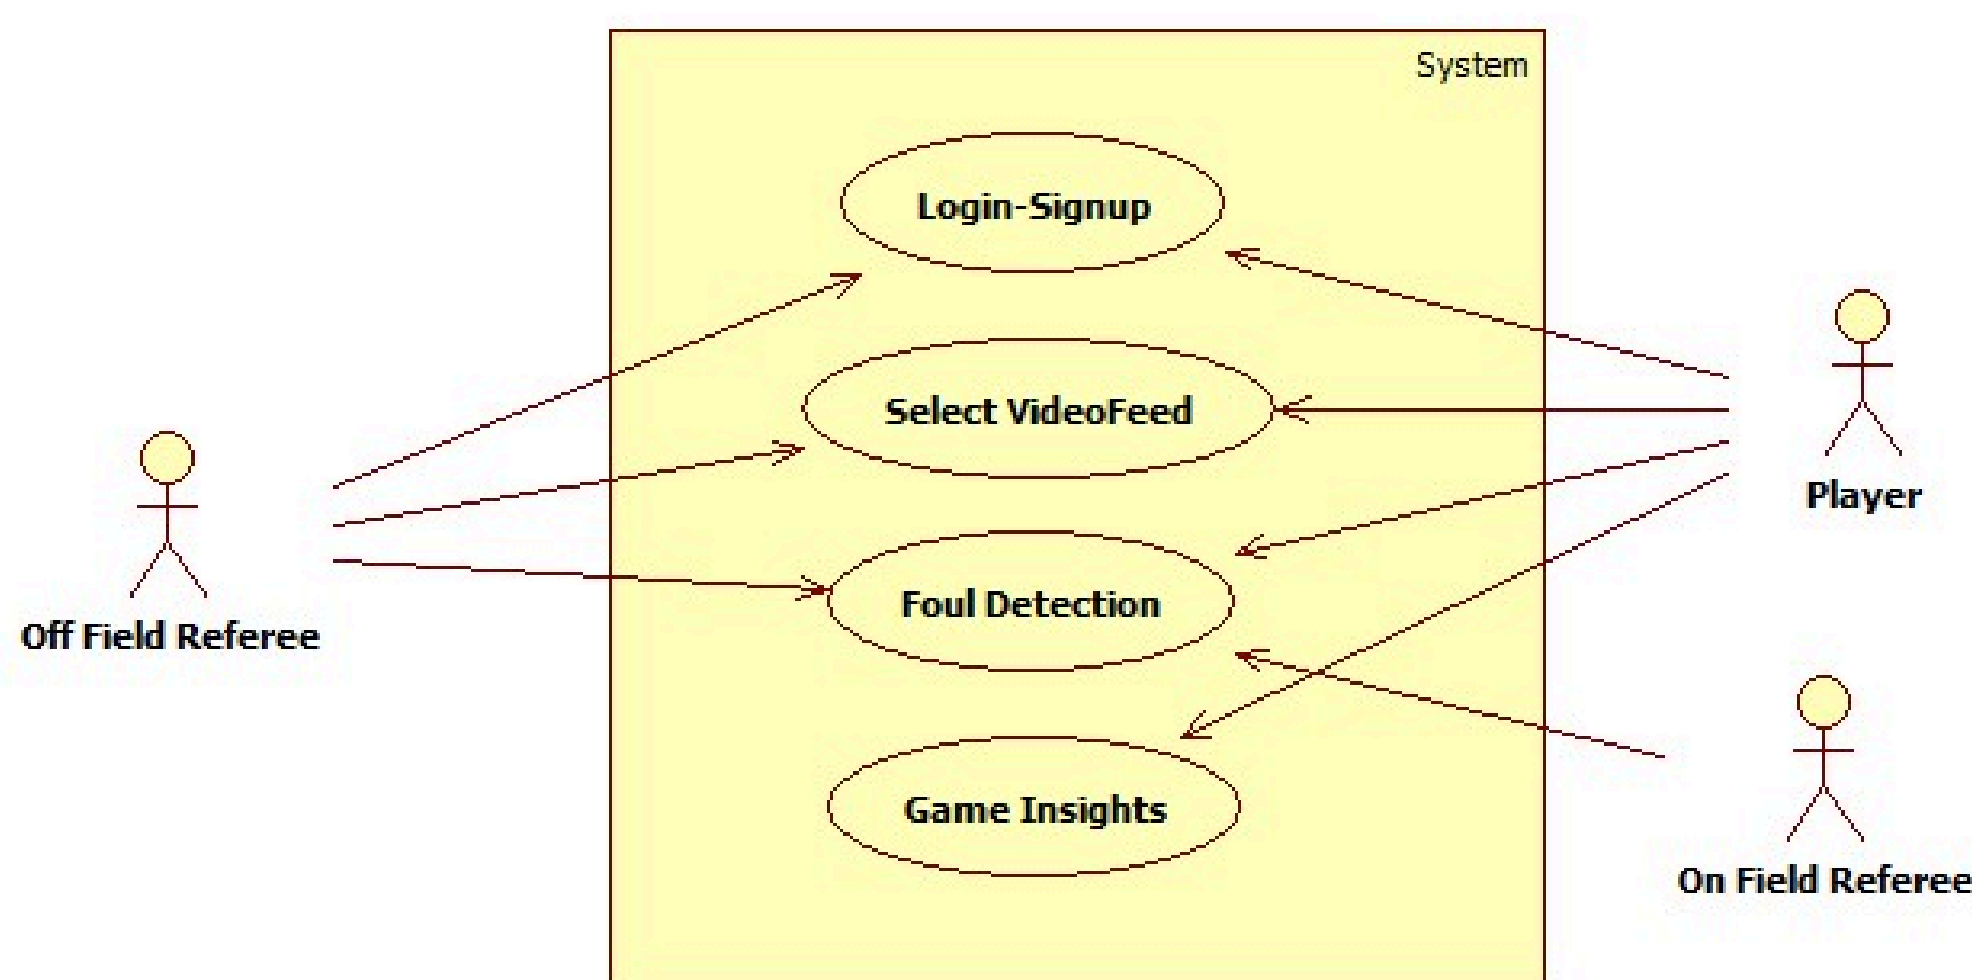 System
Login-Signup
Select VideoFeed
Player
Foul Detection
Off Field Referee
Game Insights
On Field Referee